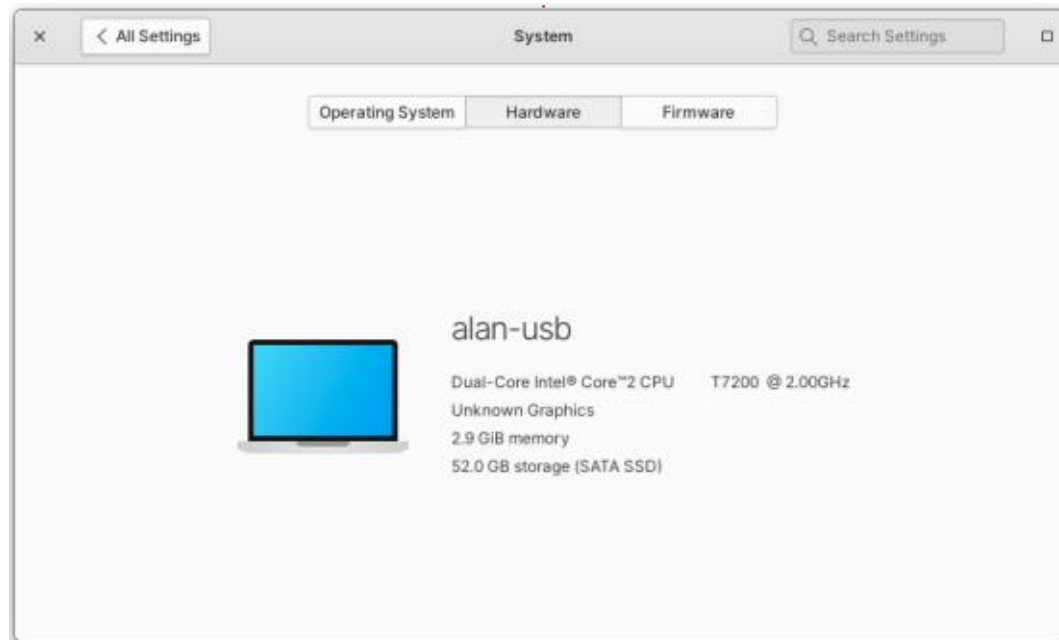 All Settings
System
Search Settings
Operating System
Hardware
Firmware
alan-usb
Dual-Core Intel® Core™2 CPU T7200 @ 2.00GHz
Unknown Graphics
2.9 GiB memory
52.0 GB storage (SATA SSD)